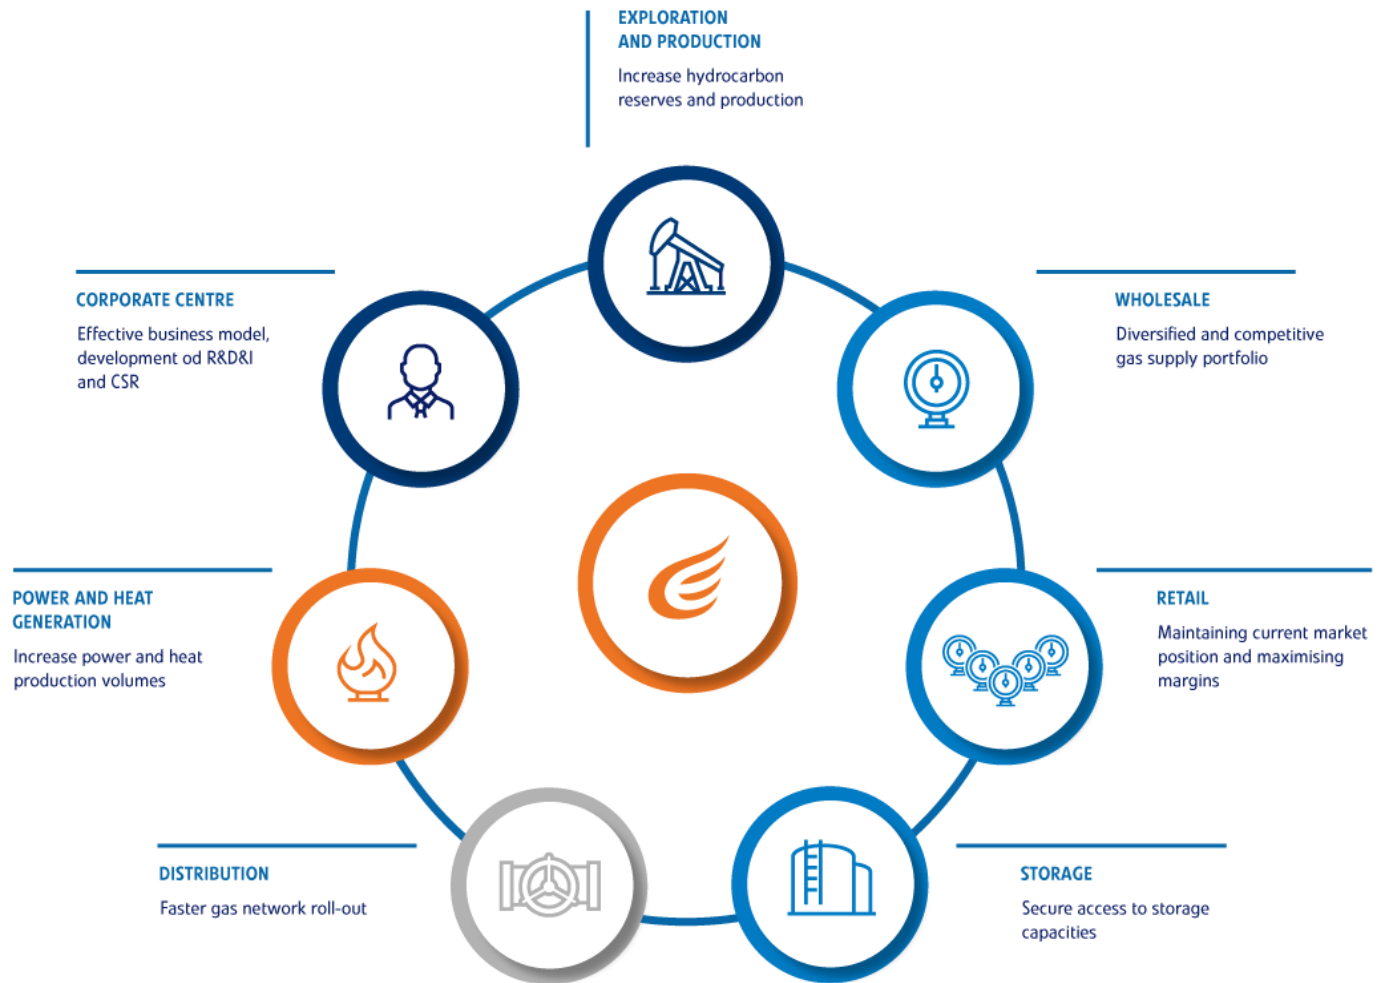 EXPLORATION
AND PRODUCTION
Increase hydrocarbon
reserves and production
WHOLESALE
Diversified and competitive
gas supply portfolio
RETAIL
Maintaining current market
position and maximising
margins
STORAGE
Secure access to storage
capacities
DISTRIBUTION
Faster gas network roll-out
POWER AND HEAT
GENERATION
Increase power and heat
production volumes
CORPORATE CENTRE
Effective business model,
development od R&D&I
and CSR